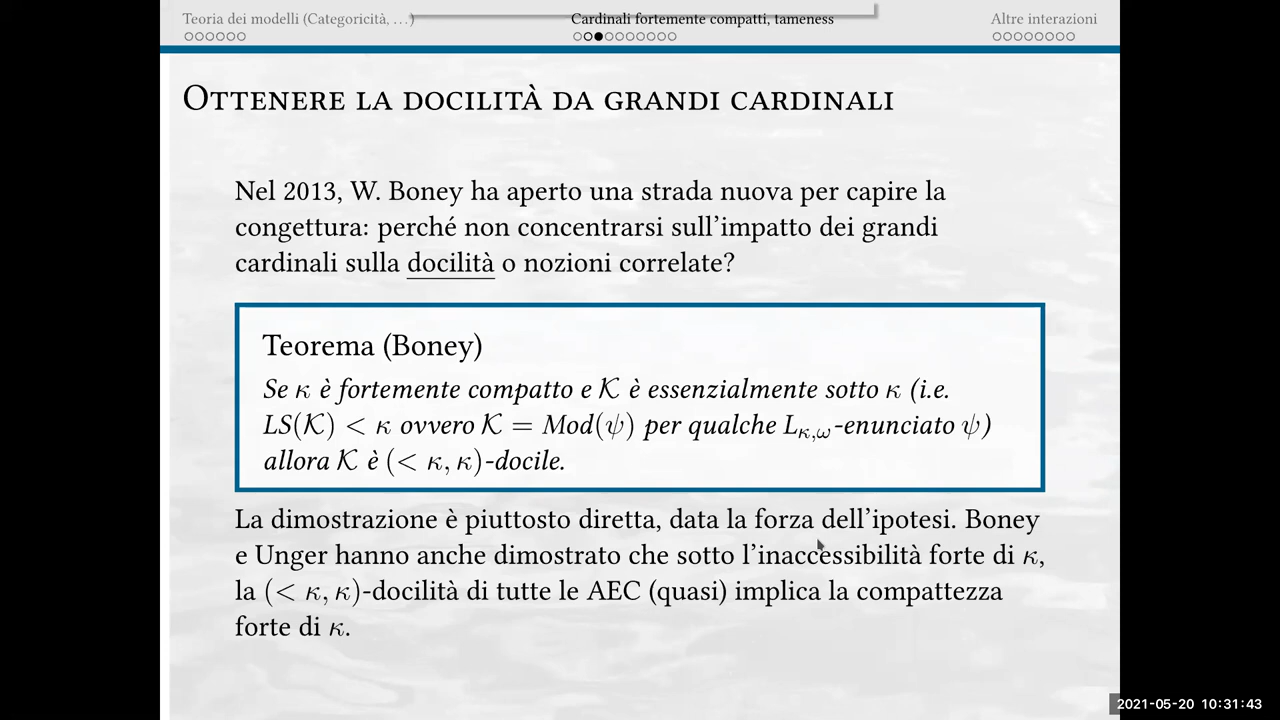 Teoria dei modelli (Categoricità, …) Cardinali fortemente compatti, tameness Altre interazioni
Ottenere la docilità da grandi cardinali
Nel 2013, W. Boney ha aperto una strada nuova per capire la
congettura: perché non concentrarsi sull’impatto dei grandi
cardinali sulla docilità o nozioni correlate?
Teorema (Boney)
Se κ è fortemente compatto e 𝒦 è essenzialmente sotto κ (i.e.
LS(𝒦) < κ ovvero 𝒦 = Mod(ψ) per qualche L_{κ,ω}-enunciato ψ)
allora 𝒦 è (< κ, κ)-docile.
La dimostrazione è piuttosto diretta, data la forza dell’ipotesi. Boney
e Unger hanno anche dimostrato che sotto l’inaccessibilità forte di κ,
la (< κ, κ)-docilità di tutte le AEC (quasi) implica la compattezza
forte di κ.
2021-05-20 10:31:43